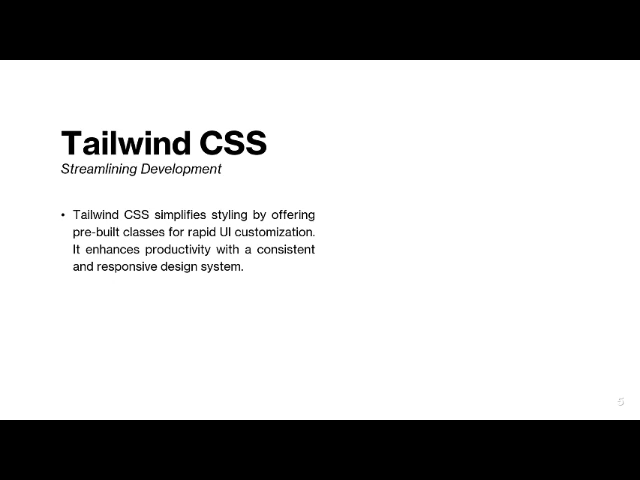 Tailwind CSS
Streamlining Development
• Tailwind CSS simplifies styling by offering
pre-built classes for rapid UI customization.
It enhances productivity with a consistent
and responsive design system.
5